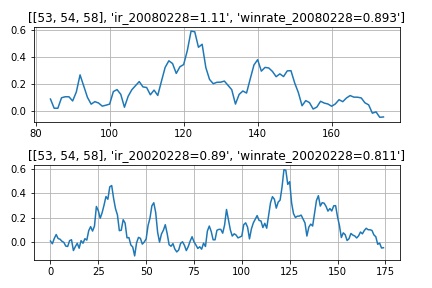 [[53, 54, 58], 'ir_20080228=1.11', 'winrate_20080228=0.893']
0.6
0.4
0.2
0.0
80 100 120 140 160
[[53, 54, 58], 'ir_20020228=0.89', 'winrate_20020228=0.811']
0.6
0.4
0.2
0.0
0 25 50 75 100 125 150 175